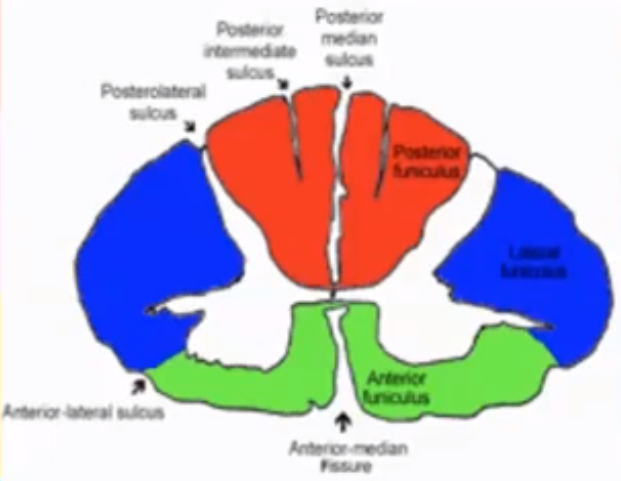 Posterior
median
sulcus
Posterior
intermediate
sulcus
Posterolateral
sulcus
Posterior
funiculus
Lateral
funiculus
Anterior
funiculus
Anterior-lateral sulcus
Anterior-median
Fissure